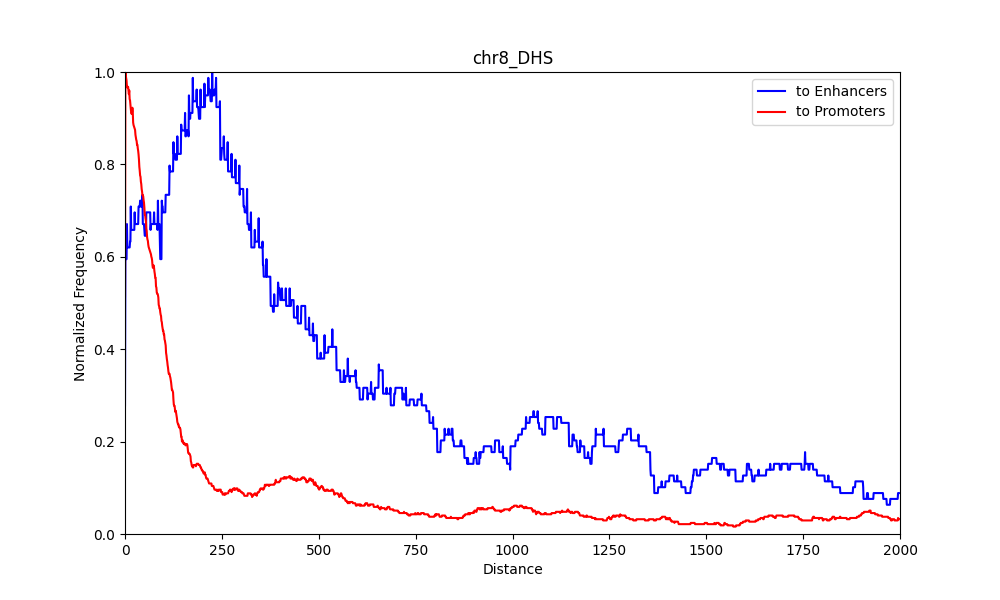 chr8_DHS
to Enhancers
to Promoters
Normalized Frequency
1.0
0.8
0.6
0.4
0.2
0.0
0 250 500 750 1000 1250 1500 1750 2000
Distance